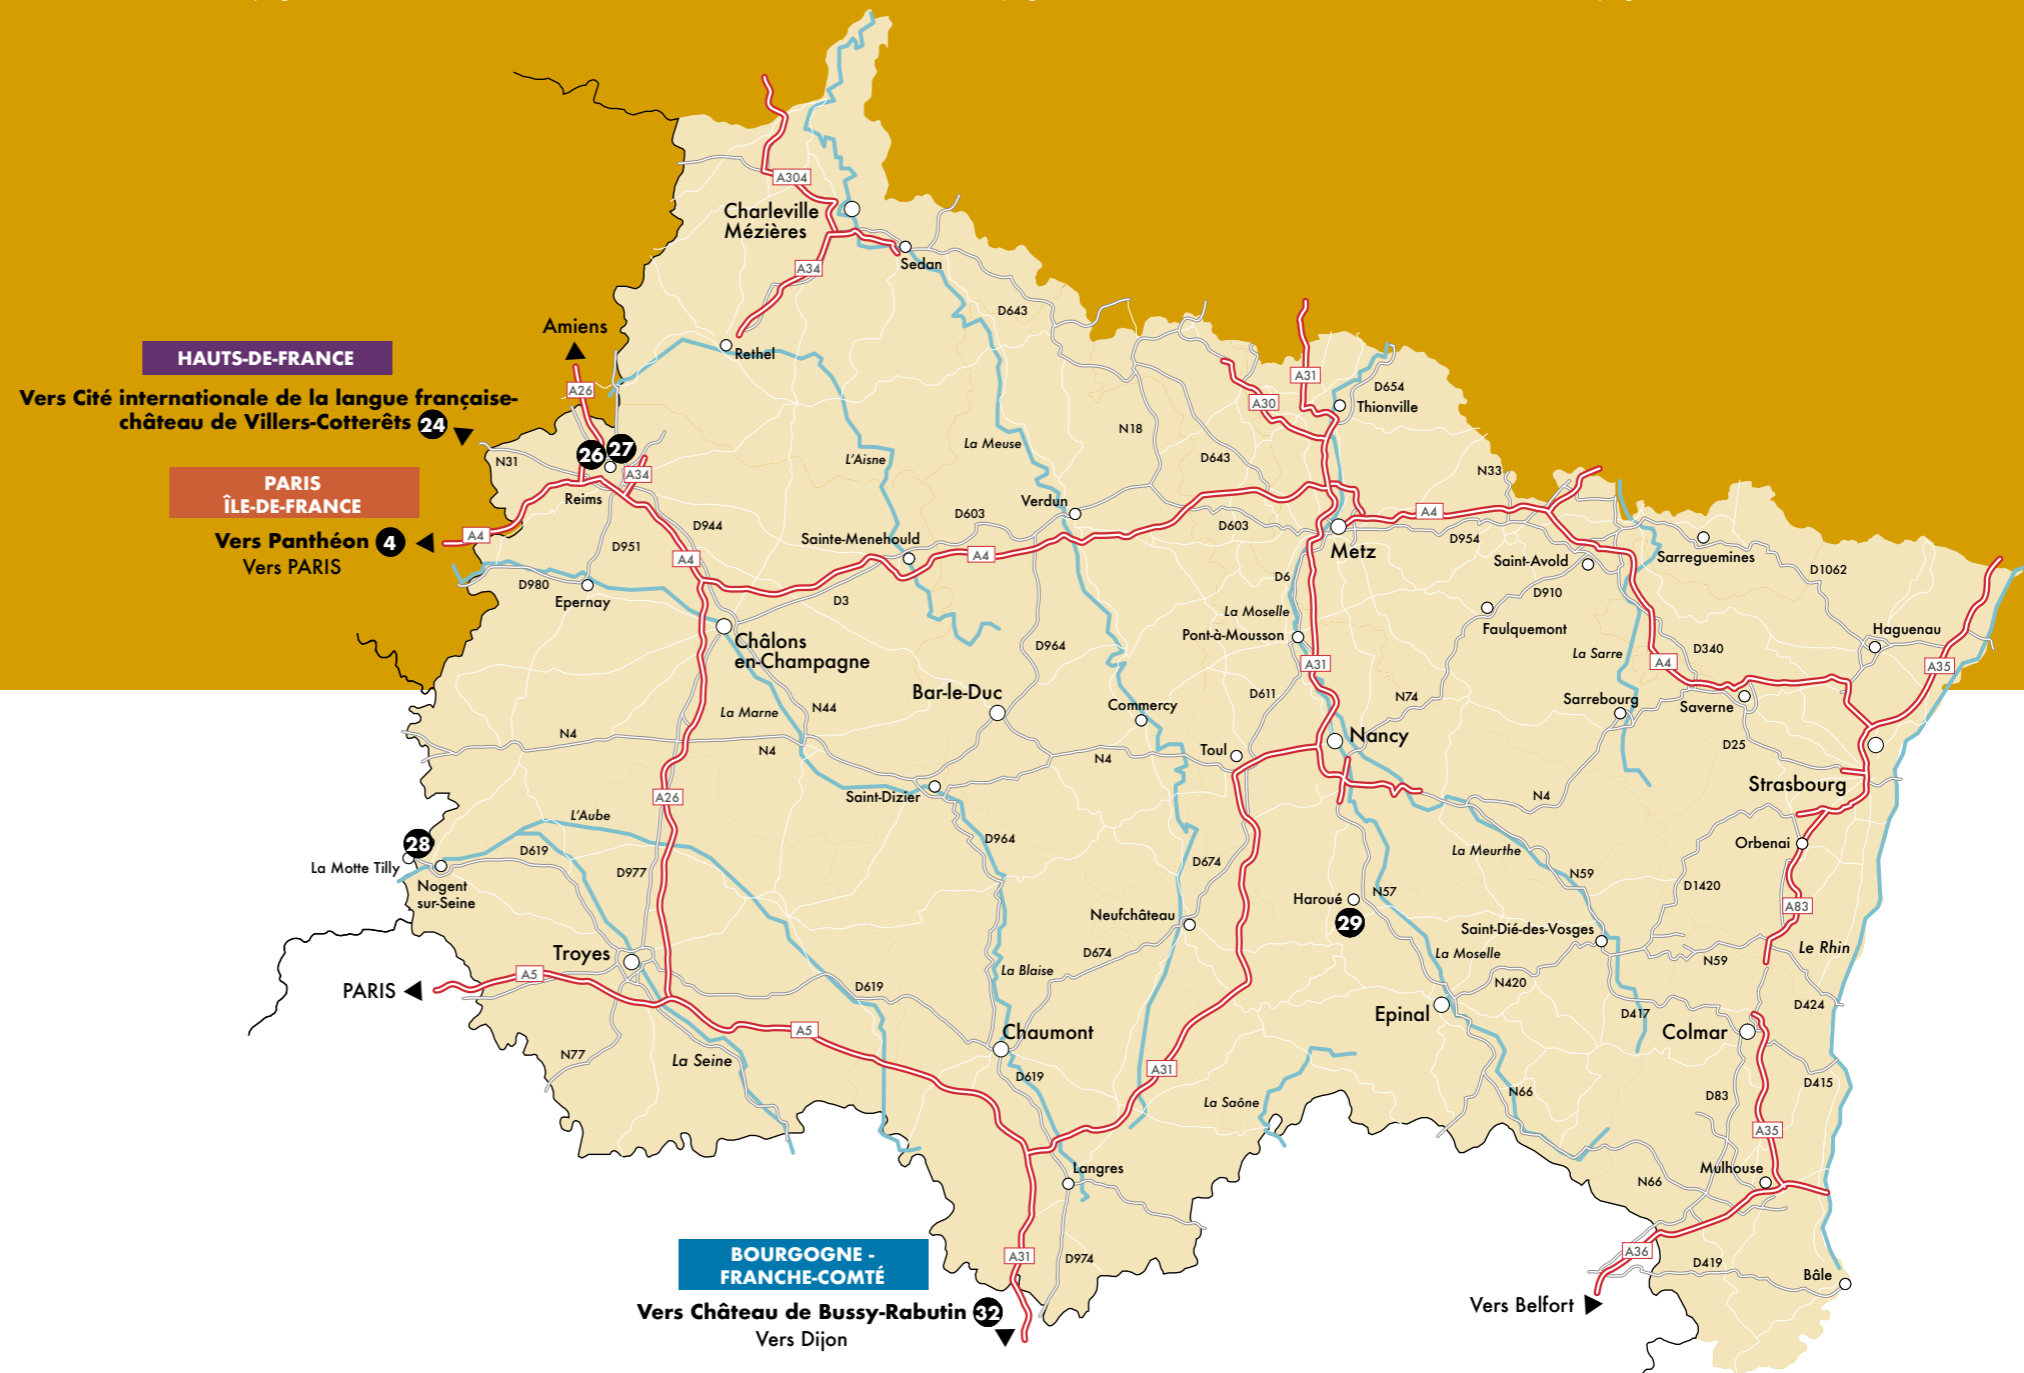 A304
Charleville
Mézières
Sedan
A34
D643
Amiens
Rethel
HAUTS-DE-FRANCE
A26
Vers Cité internationale de la langue française-
château de Villers-Cotterêts 24
A31
D654
A30
Thionville
N18
La Meuse
L'Aisne
D643
N31
26
27
A34
N33
PARIS
ÎLE-DE-FRANCE
Reims
Verdun
D603
D603
A4
D944
Vers Panthéon 4
A4
Vers PARIS
D951
Sainte-Menehould
A4
Metz
D954
Saint-Avold
Sarreguemines
D1062
A4
D980
Epernay
D3
D6
D910
La Moselle
Faulquemont
Pont-à-Mousson
Haguenau
Châlons
en-Champagne
D964
La Sarre
D340
A4
A31
A35
Bar-le-Duc
D611
N74
Commercy
Sarrebourg
Saverne
La Marne
N44
N4
N4
Toul
Nancy
D25
N4
Strasbourg
Saint-Dizier
A26
N4
L'Aube
D964
D619
La Meurthe
Orbenai
28
La Motte Tilly
D977
D674
N59
Nogent
sur-Seine
Haroué
N57
D1420
29
A83
Neufchâteau
Saint-Dié-des-Vosges
Troyes
D674
La Moselle
N59
Le Rhin
A5
La Blaise
PARIS
D619
N420
D424
Epinal
D417
A5
Chaumont
Colmar
N77
La Seine
D619
A31
D415
La Saône
N66
D83
A35
Langres
Mulhouse
N66
BOURGOGNE -
FRANCHE-COMTÉ
A31
D974
A36
D419
Bâle
Vers Château de Bussy-Rabutin 32
Vers Dijon
Vers Belfort